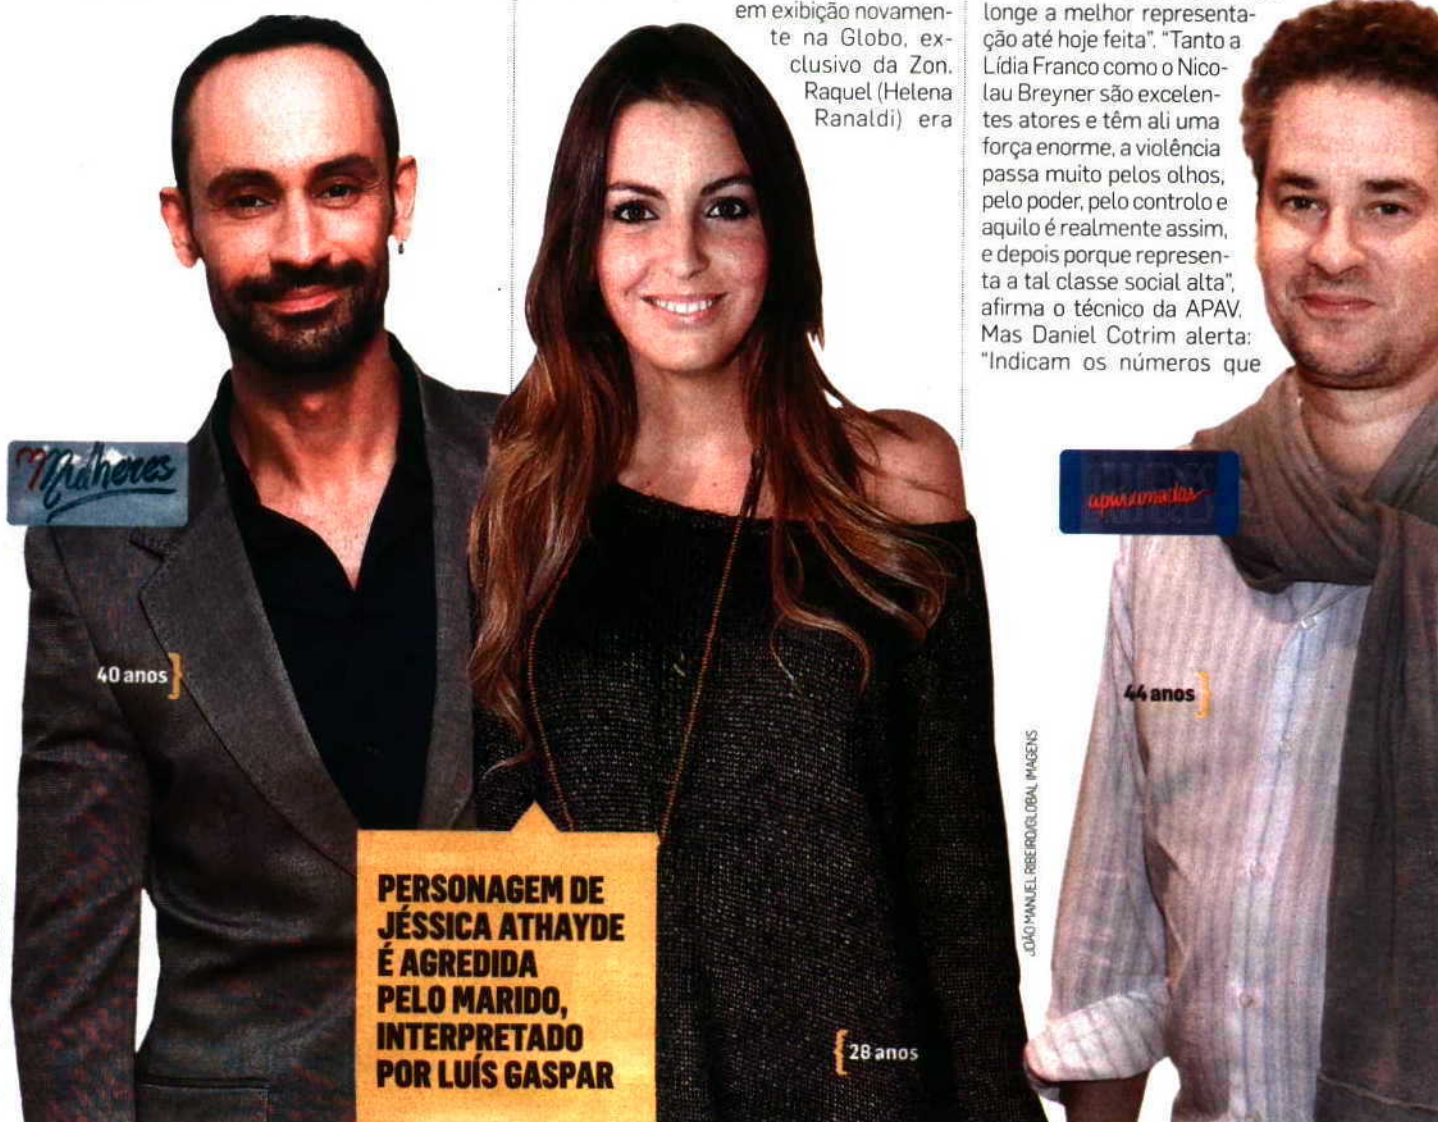 em exibição novamen-
te na Globo, ex-
clusivo da Zon.
Raquel (Helena
Ranaldi) era
longe a melhor representa-
ção até hoje feita”. “Tanto a
Lídia Franco como o Nico-
lau Breyner são excelen-
tes atores e têm ali uma
força enorme, a violência
passa muito pelos olhos,
pelo poder, pelo controlo e
aquilo é realmente assim,
e depois porque represen-
ta a tal classe social alta”,
afirma o técnico da APAV.
Mas Daniel Cotrim alerta:
“Indicam os números que
Mulheres
apaixonadas
40 anos
44 anos
JOÃO MANUEL RIBEIRO/GLOBAL IMAGENS
PERSONAGEM DE
JÉSSICA ATHAYDE
É AGREDIDA
PELO MARIDO,
INTERPRETADO
POR LUÍS GASPAR
28 anos